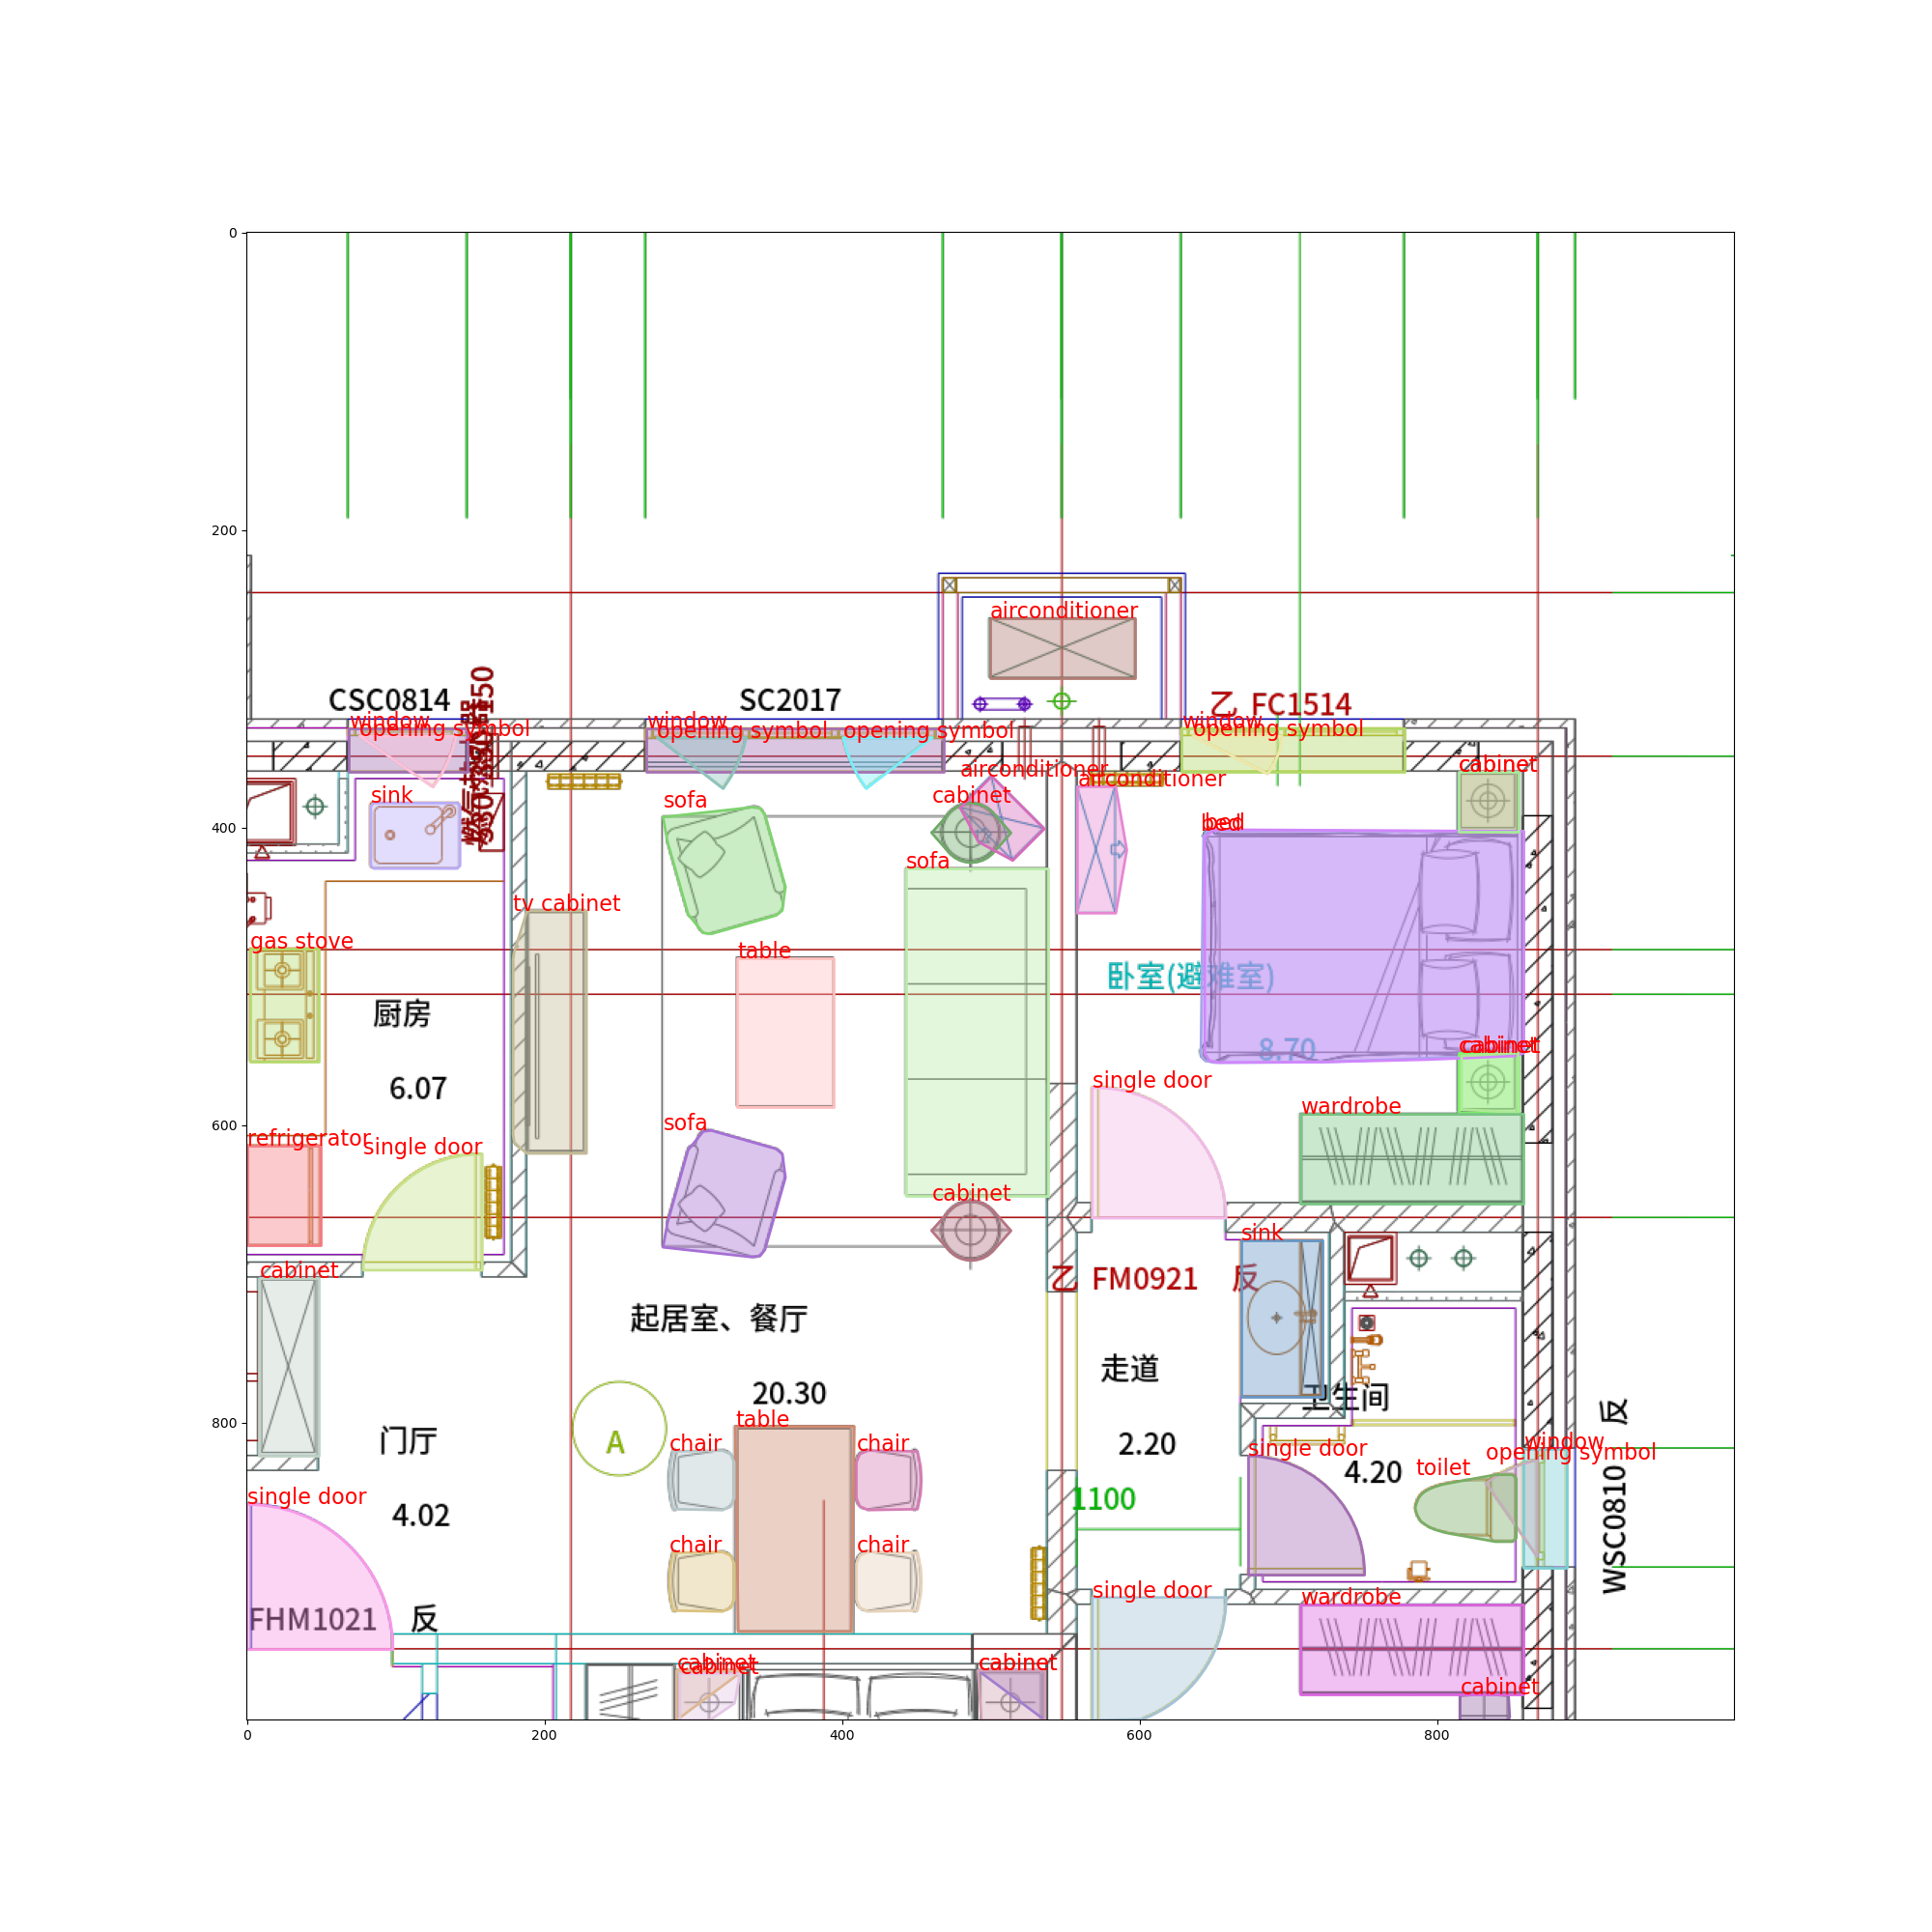 0
200
airconditioner
CSC0814
SC2017
乙 FC1514
window
opening symbol
window
opening symbol
opening symbol
window
opening symbol
airconditioner
airconditioner
cabinet
sink
sofa
cabinet
400
bed
sofa
tv cabinet
gas stove
table
卧室(避难室)
厨房
8.70
cabinet
6.07
single door
600
wardrobe
sofa
refrigerator
single door
cabinet
sink
cabinet
乙 FM0921 反
起居室、餐厅
走道
20.30
卫生间
反
800
table
门厅
A
chair
chair
2.20
single door
window
opening symbol
toilet
4.20
WSC0810
single door
1100
4.02
chair
chair
single door
wardrobe
FHM1021 反
cabinet
cabinet
cabinet
cabinet
0
200
400
600
800